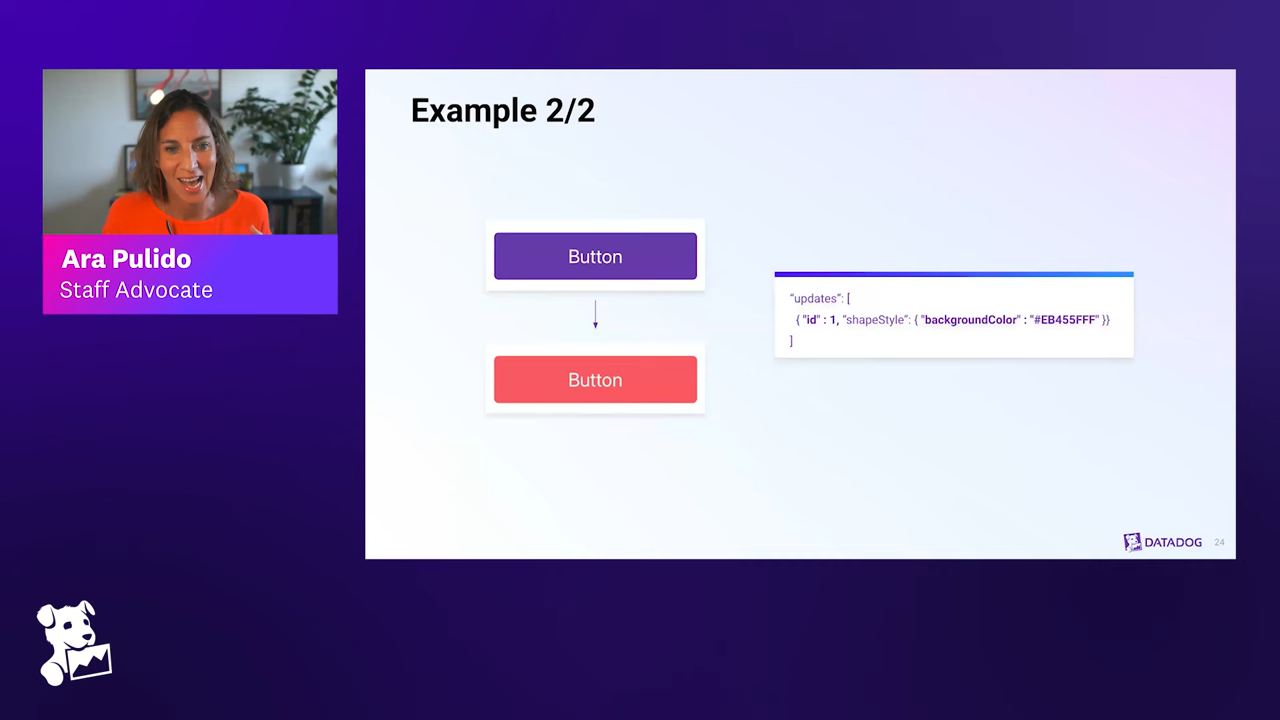 Ara Pulido
Staff Advocate
Example 2/2
Button
Button
“updates”: [
{ "id" : 1, “shapeStyle”: { "backgroundColor" : "#EB455FFF" }}
]
DATADOG 24